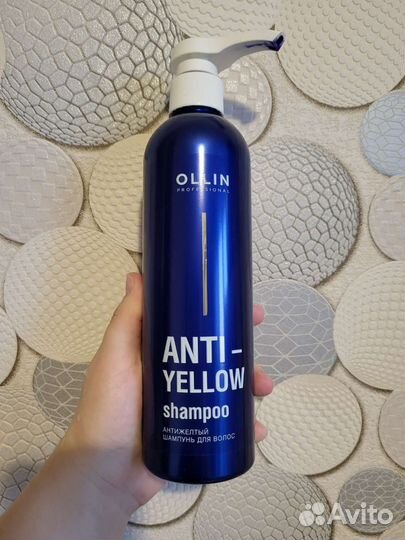 OLLIN
PROFESSIONAL
ANTI –
YELLOW
shampoo
АНТИЖЕЛТЫЙ
ШАМПУНЬ ДЛЯ ВОЛОС
Avito